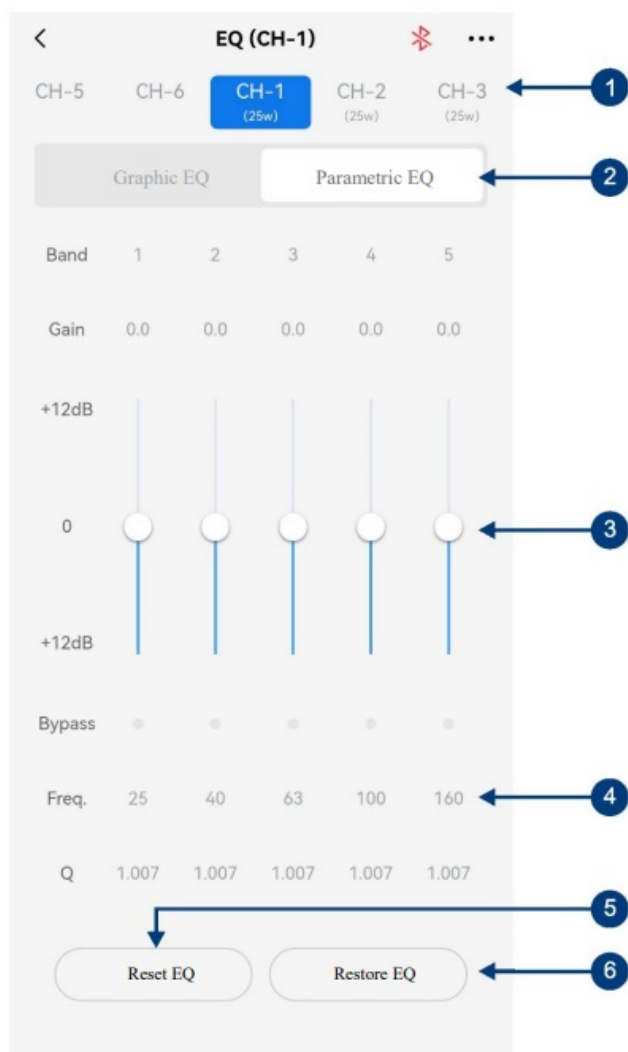 EQ (CH-1)
CH-5 CH-6 CH-1 CH-2 CH-3
(25w) (25w) (25w)
1
Graphic EQ Parametric EQ
2
Band 1 2 3 4 5
Gain 0.0 0.0 0.0 0.0 0.0
+12dB
0
3
+12dB
Bypass
Freq. 25 40 63 100 160
4
Q 1.007 1.007 1.007 1.007 1.007
5
Reset EQ Restore EQ
6